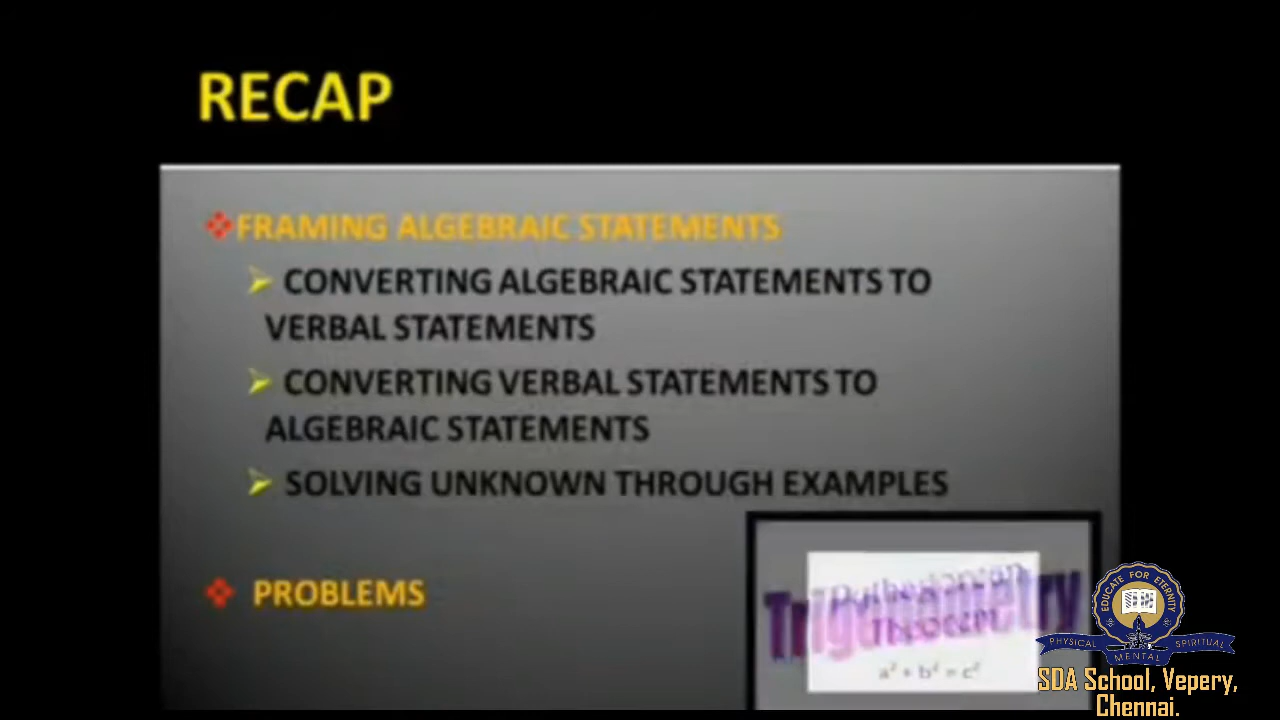 RECAP
❖FRAMING ALGEBRAIC STATEMENTS
➢ CONVERTING ALGEBRAIC STATEMENTS TO
VERBAL STATEMENTS
➢ CONVERTING VERBAL STATEMENTS TO
ALGEBRAIC STATEMENTS
➢ SOLVING UNKNOWN THROUGH EXAMPLES
❖ PROBLEMS
Pythagorean
Trigonometry
Theorem
a² + b² = c²
EDUCATE FOR ETERNITY
PHYSICAL MENTAL SPIRITUAL
SDA School, Vepery,
Chennai.